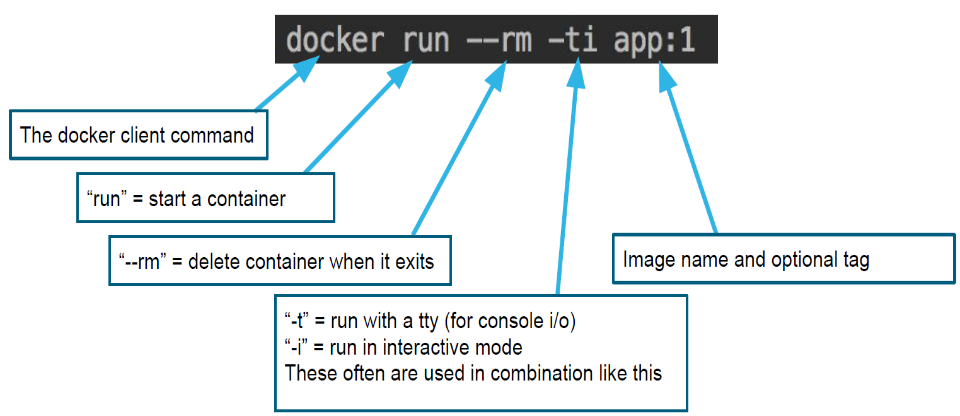 docker run --rm -ti app:1
The docker client command
“run” = start a container
“--rm” = delete container when it exits
Image name and optional tag
“-t” = run with a tty (for console i/o)
“-i” = run in interactive mode
These often are used in combination like this